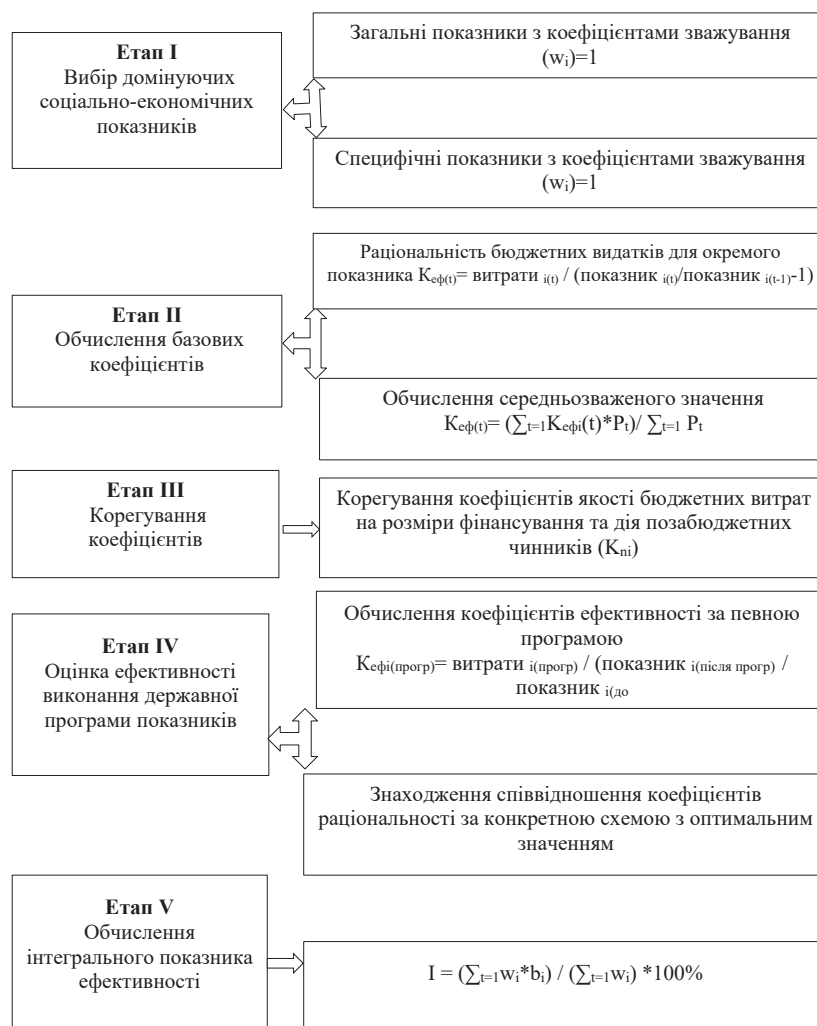 Етап I
Вибір домінуючих
соціально-економічних
показників
Загальні показники з коефіцієнтами зважування
(wi)=1
Специфічні показники з коефіцієнтами зважування
(wi)=1
Етап II
Обчислення базових
коефіцієнтів
Раціональність бюджетних видатків для окремого
показника Kеф(t)= витрати i(t) / (показник i(t)/показник i(t-1)-1)
Обчислення середньозваженого значення
Kеф(t)= (∑t=1Kефi(t)*Pt)/ ∑t=1 Pt
Етап III
Корегування
коефіцієнтів
Корегування коефіцієнтів якості бюджетних витрат
на розміри фінансування та дія позабюджетних
чинників (Kni)
Етап IV
Оцінка ефективності
виконання державної
програми показників
Обчислення коефіцієнтів ефективності за певною
програмою
Kефі(прогр)= витрати i(прогр) / (показник i(після прогр) /
показник i(до
Знаходження співвідношення коефіцієнтів
раціональності за конкретною схемою з оптимальним
значенням
Етап V
Обчислення
інтегрального показника
ефективності
I = (∑t=1wi*bi) / (∑t=1wi) *100%